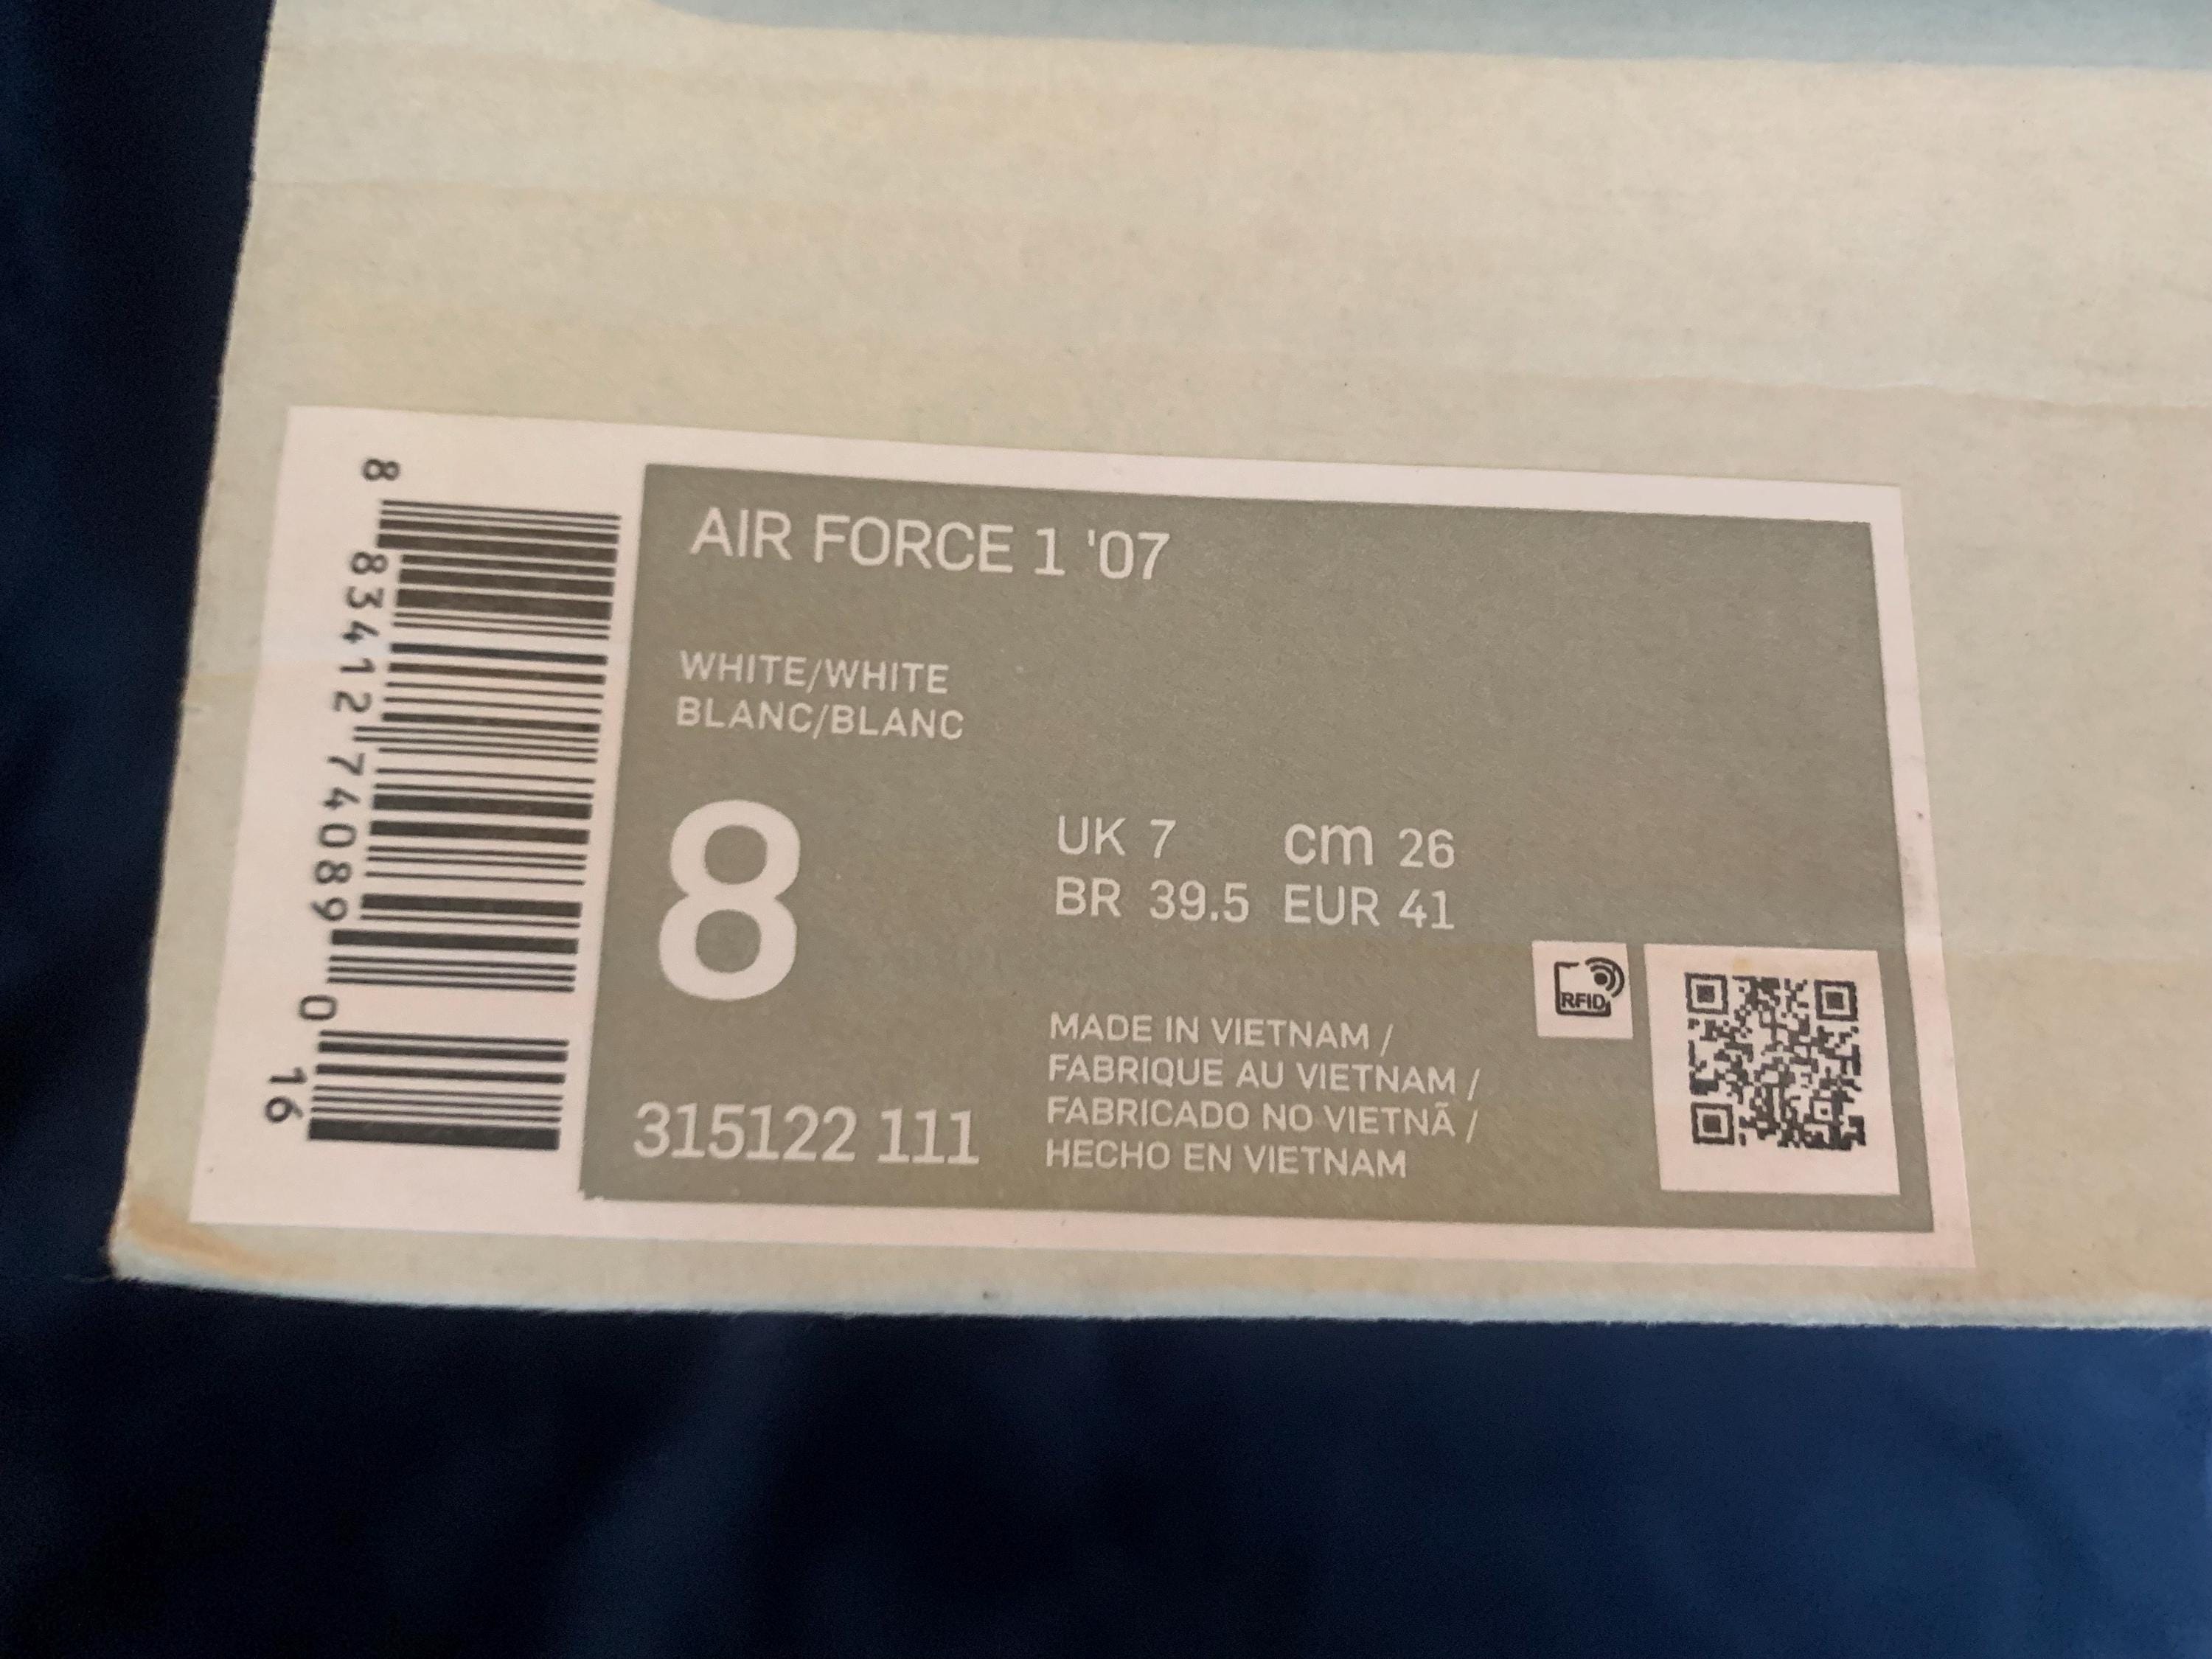 8 83412 74089 0 16
AIR FORCE 1 '07
WHITE/WHITE
BLANC/BLANC
8
UK 7 cm 26
BR 39.5 EUR 41
315122 111
MADE IN VIETNAM /
FABRIQUE AU VIETNAM /
FABRICADO NO VIETNÃ /
HECHO EN VIETNAM
RFID